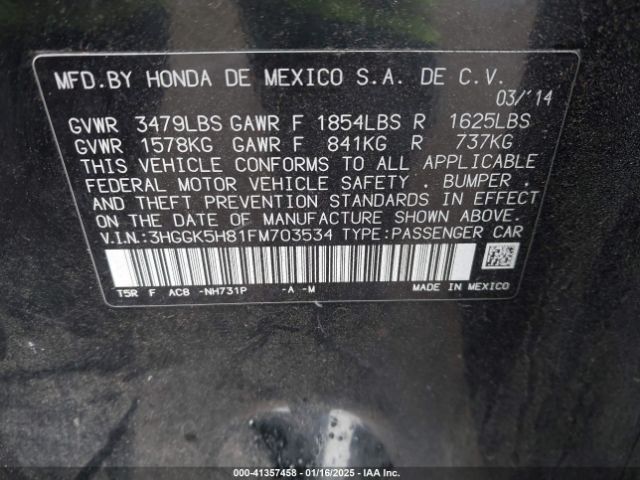 MFD.BY HONDA DE MEXICO S.A. DE C.V.
03/'14
GVWR 3479LBS GAWR F 1854LBS R 1625LBS
GVWR 1578KG GAWR F 841KG R 737KG
THIS VEHICLE CONFORMS TO ALL APPLICABLE
FEDERAL MOTOR VEHICLE SAFETY . BUMPER .
AND THEFT PREVENTION STANDARDS IN EFFECT
ON THE DATE OF MANUFACTURE SHOWN ABOVE.
V.I.N.:3HGGK5H81FM703534 TYPE:PASSENGER CAR
T5R F AC8 -NH731P -A -M MADE IN MEXICO
000-41357458 - 01/16/2025 - IAA Inc.